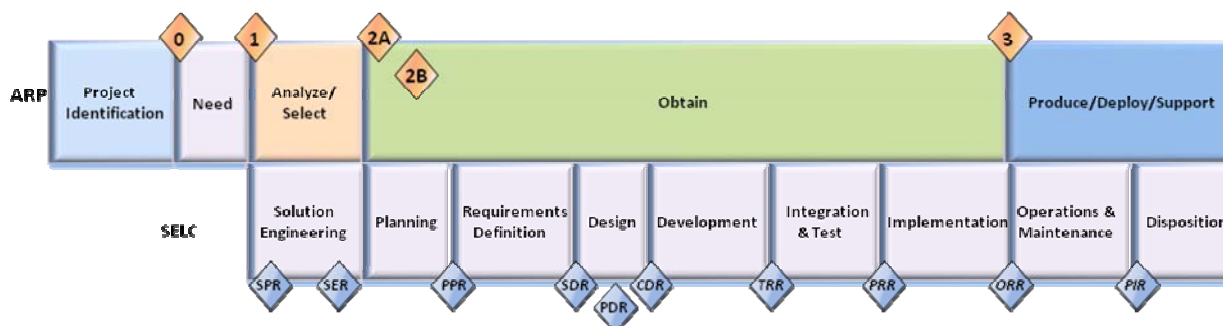 0
1
2A
2B
3
ARP
Project
Identification
Need
Analyze/
Select
Obtain
Produce/Deploy/Support
SELC
Solution
Engineering
Planning
Requirements
Definition
Design
Development
Integration
& Test
Implementation
Operations &
Maintenance
Disposition
SPR
SER
PPR
SDR
PDR
CDR
TRR
PRR
ORR
PIR